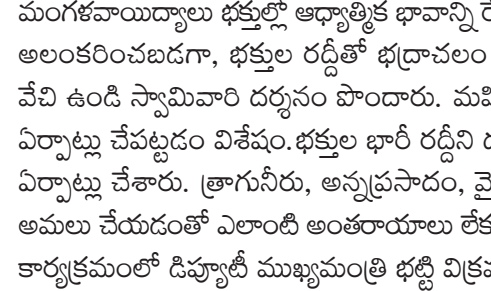 మంగళవాయిద్యాలు భక్తుల్లో ఆధ్యాత్మిక భావాన్ని
అలంకరించబడగా, భక్తుల రద్దీతో భద్రాచలం
వేచి ఉండి స్వామివారి దర్శనం పొందారు.
ఏర్పాట్లు చేపట్టడం విశేషం.భక్తుల భారీ రద్దీని
ఏర్పాట్లు చేశారు. త్రాగునీరు, అన్నప్రసాదం,
అమలు చేయడంతో ఎలాంటి అంతరాయాలు
కార్యక్రమంలో డిప్యూటీ ముఖ్యమంత్రి భట్టి